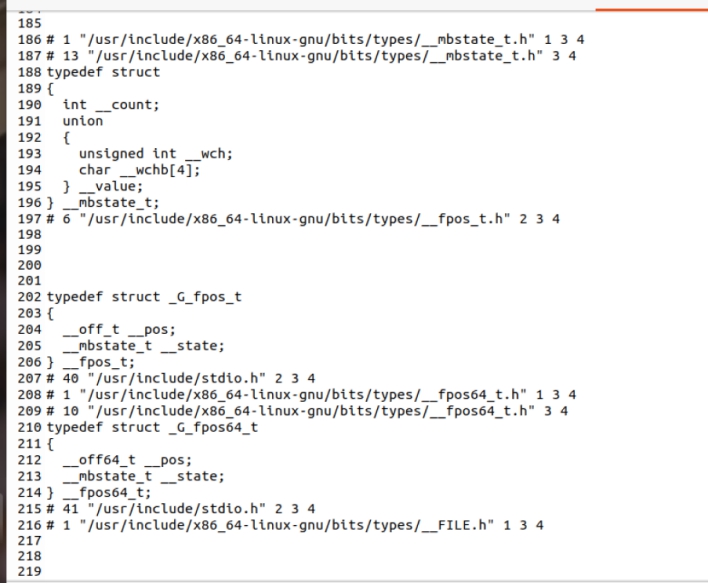 185
186 # 1 "/usr/include/x86_64-linux-gnu/bits/types/__mbstate_t.h" 1 3 4
187 # 13 "/usr/include/x86_64-linux-gnu/bits/types/__mbstate_t.h" 3 4
188 typedef struct
189 {
190   int __count;
191   union
192   {
193     unsigned int __wch;
194     char __wchb[4];
195   } __value;
196 } __mbstate_t;
197 # 6 "/usr/include/x86_64-linux-gnu/bits/types/__fpos_t.h" 2 3 4
198
199
200
201
202 typedef struct _G_fpos_t
203 {
204   __off_t __pos;
205   __mbstate_t __state;
206 } __fpos_t;
207 # 40 "/usr/include/stdio.h" 2 3 4
208 # 1 "/usr/include/x86_64-linux-gnu/bits/types/__fpos64_t.h" 1 3 4
209 # 10 "/usr/include/x86_64-linux-gnu/bits/types/__fpos64_t.h" 3 4
210 typedef struct _G_fpos64_t
211 {
212   __off64_t __pos;
213   __mbstate_t __state;
214 } __fpos64_t;
215 # 41 "/usr/include/stdio.h" 2 3 4
216 # 1 "/usr/include/x86_64-linux-gnu/bits/types/__FILE.h" 1 3 4
217
218
219